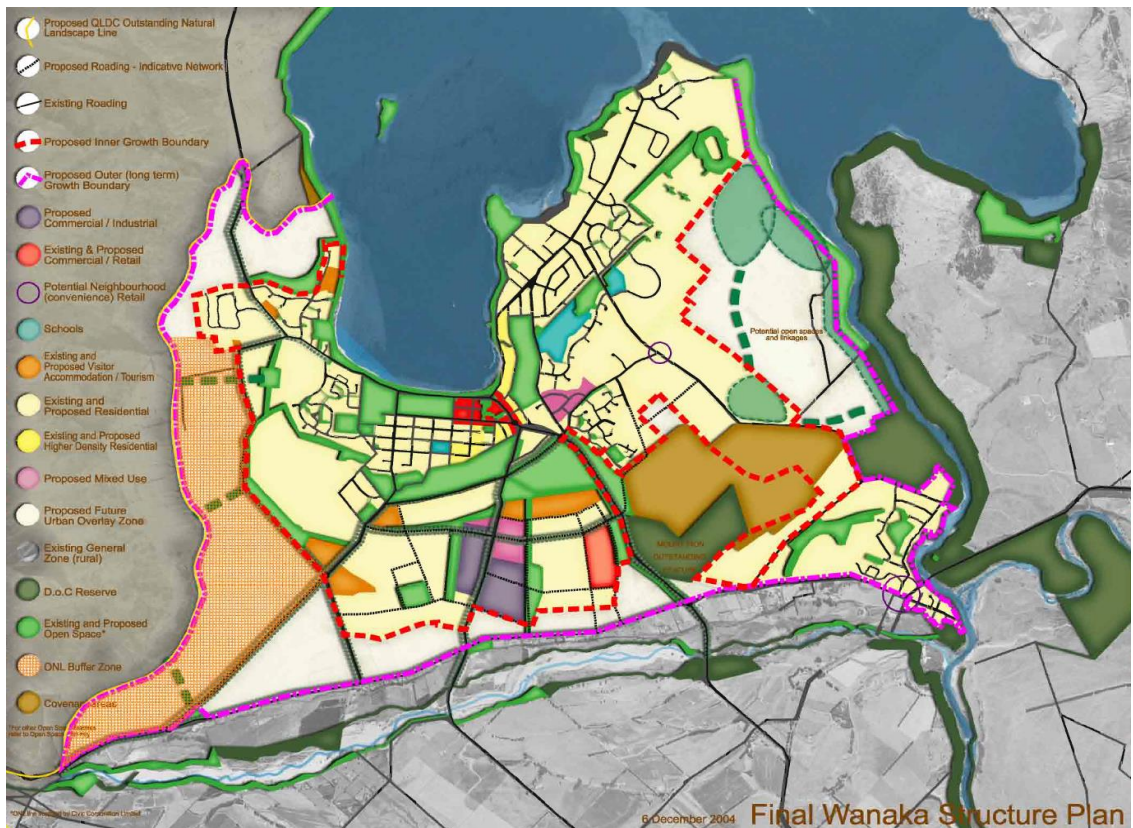 Proposed QLDC Outstanding Natural
Landscape Line
Proposed Roading - Indicative Network
Existing Roading
Proposed Inner Growth Boundary
Proposed Outer (long term)
Growth Boundary
Proposed
Commercial / Industrial
Existing & Proposed
Commercial / Retail
Potential Neighbourhood
(convenience) Retail
Schools
Existing and
Proposed Visitor
Accommodation / Tourism
Existing and
Proposed Residential
Existing and Proposed
Higher Density Residential
Proposed Mixed Use
Proposed Future
Urban Overlay Zone
Existing General
Zone (rural)
D.o.C Reserve
Existing and Proposed
Open Space*
ONL Buffer Zone
Covenant areas
Potential open spaces
and linkages
MOUNT IRON
OUTSTANDING
FEATURE
6 December 2004
Final Wanaka Structure Plan